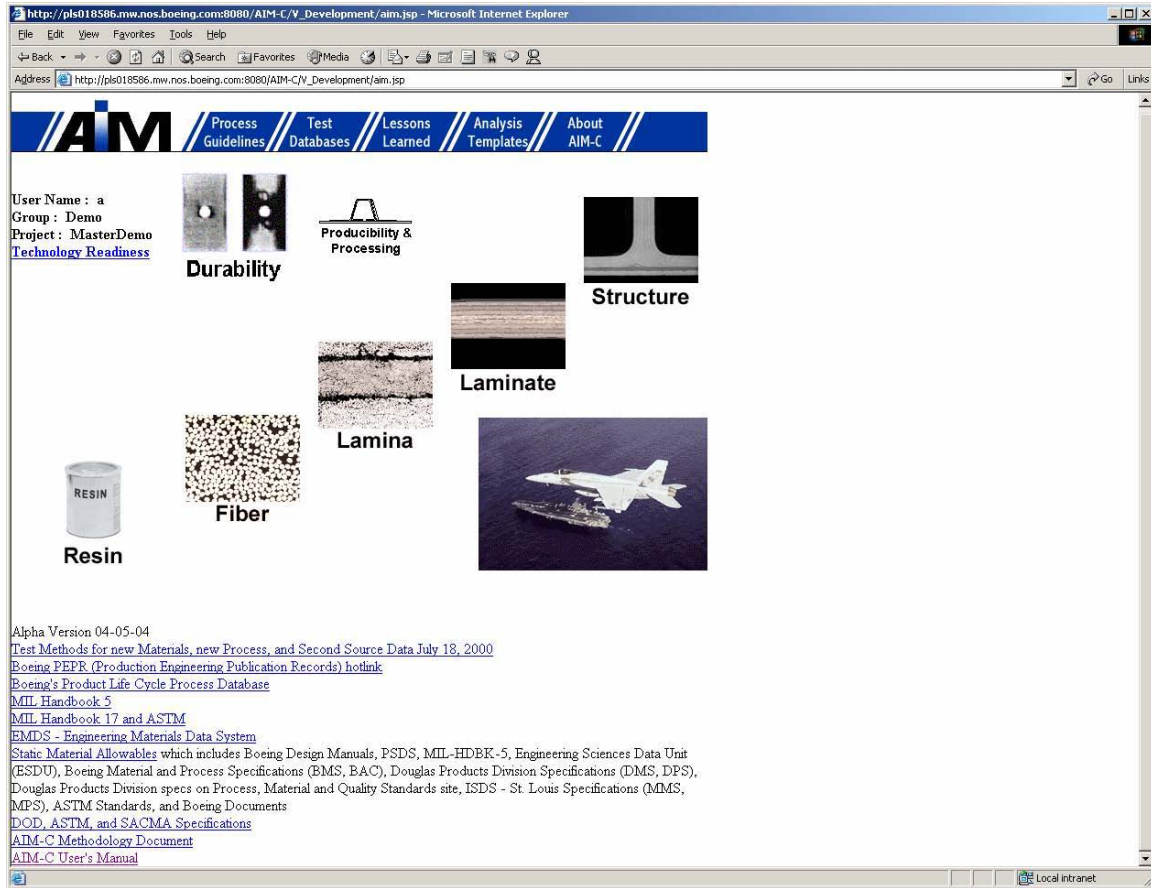 http://pls018586.mw.nos.boeing.com:8080/AIM-C/V_Development/aim.jsp - Microsoft Internet Explorer
File Edit View Favorites Tools Help
Back Search Favorites Media
Address http://pls018586.mw.nos.boeing.com:8080/AIM-C/V_Development/aim.jsp Go Links
AIM Process Guidelines Test Databases Lessons Learned Analysis Templates About AIM-C
User Name : a
Group : Demo
Project : MasterDemo
Technology Readiness
Durability
Producibility &
Processing
Structure
Laminate
Lamina
Fiber
RESIN
Resin
Alpha Version 04-05-04
Test Methods for new Materials, new Process, and Second Source Data July 18, 2000
Boeing PEPR (Production Engineering Publication Records) hotlink
Boeing's Product Life Cycle Process Database
MIL Handbook 5
MIL Handbook 17 and ASTM
EMDS - Engineering Materials Data System
Static Material Allowables which includes Boeing Design Manuals, PSDS, MIL-HDBK-5, Engineering Sciences Data Unit
(ESDU), Boeing Material and Process Specifications (BMS, BAC), Douglas Products Division Specifications (DMS, DPS),
Douglas Products Division specs on Process, Material and Quality Standards site, ISDS - St. Louis Specifications (MMS,
MPS), ASTM Standards, and Boeing Documents
DOD, ASTM, and SACMA Specifications
AIM-C Methodology Document
AIM-C User's Manual
Local intranet